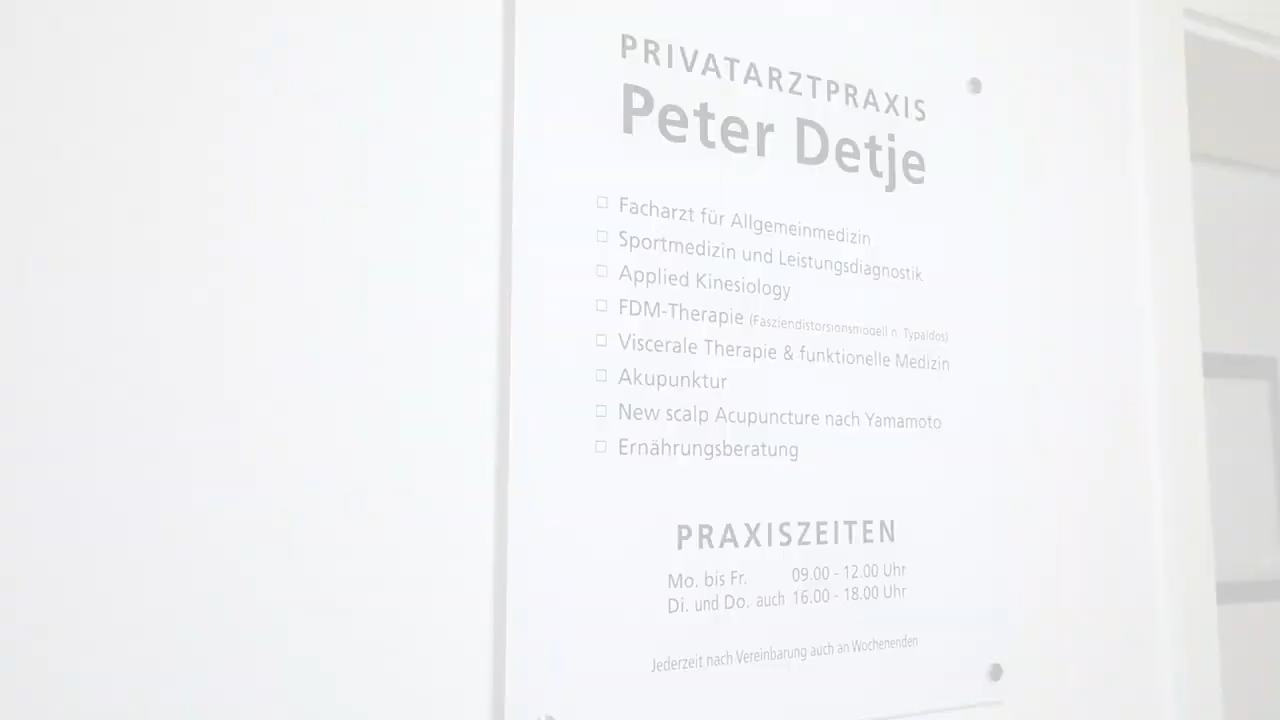 PRIVATARZTPRAXIS
Peter Detje
□ Facharzt für Allgemeinmedizin
□ Sportmedizin und Leistungsdiagnostik
□ Applied Kinesiology
□ FDM-Therapie (Fasziendistorsionsmodell n. Typaldos)
□ Viscerale Therapie & funktionelle Medizin
□ Akupunktur
□ New scalp Acupuncture nach Yamamoto
□ Ernährungsberatung
PRAXISZEITEN
Mo. bis Fr. 09.00 - 12.00 Uhr
Di. und Do. auch 16.00 - 18.00 Uhr
Jederzeit nach Vereinbarung auch an Wochenenden